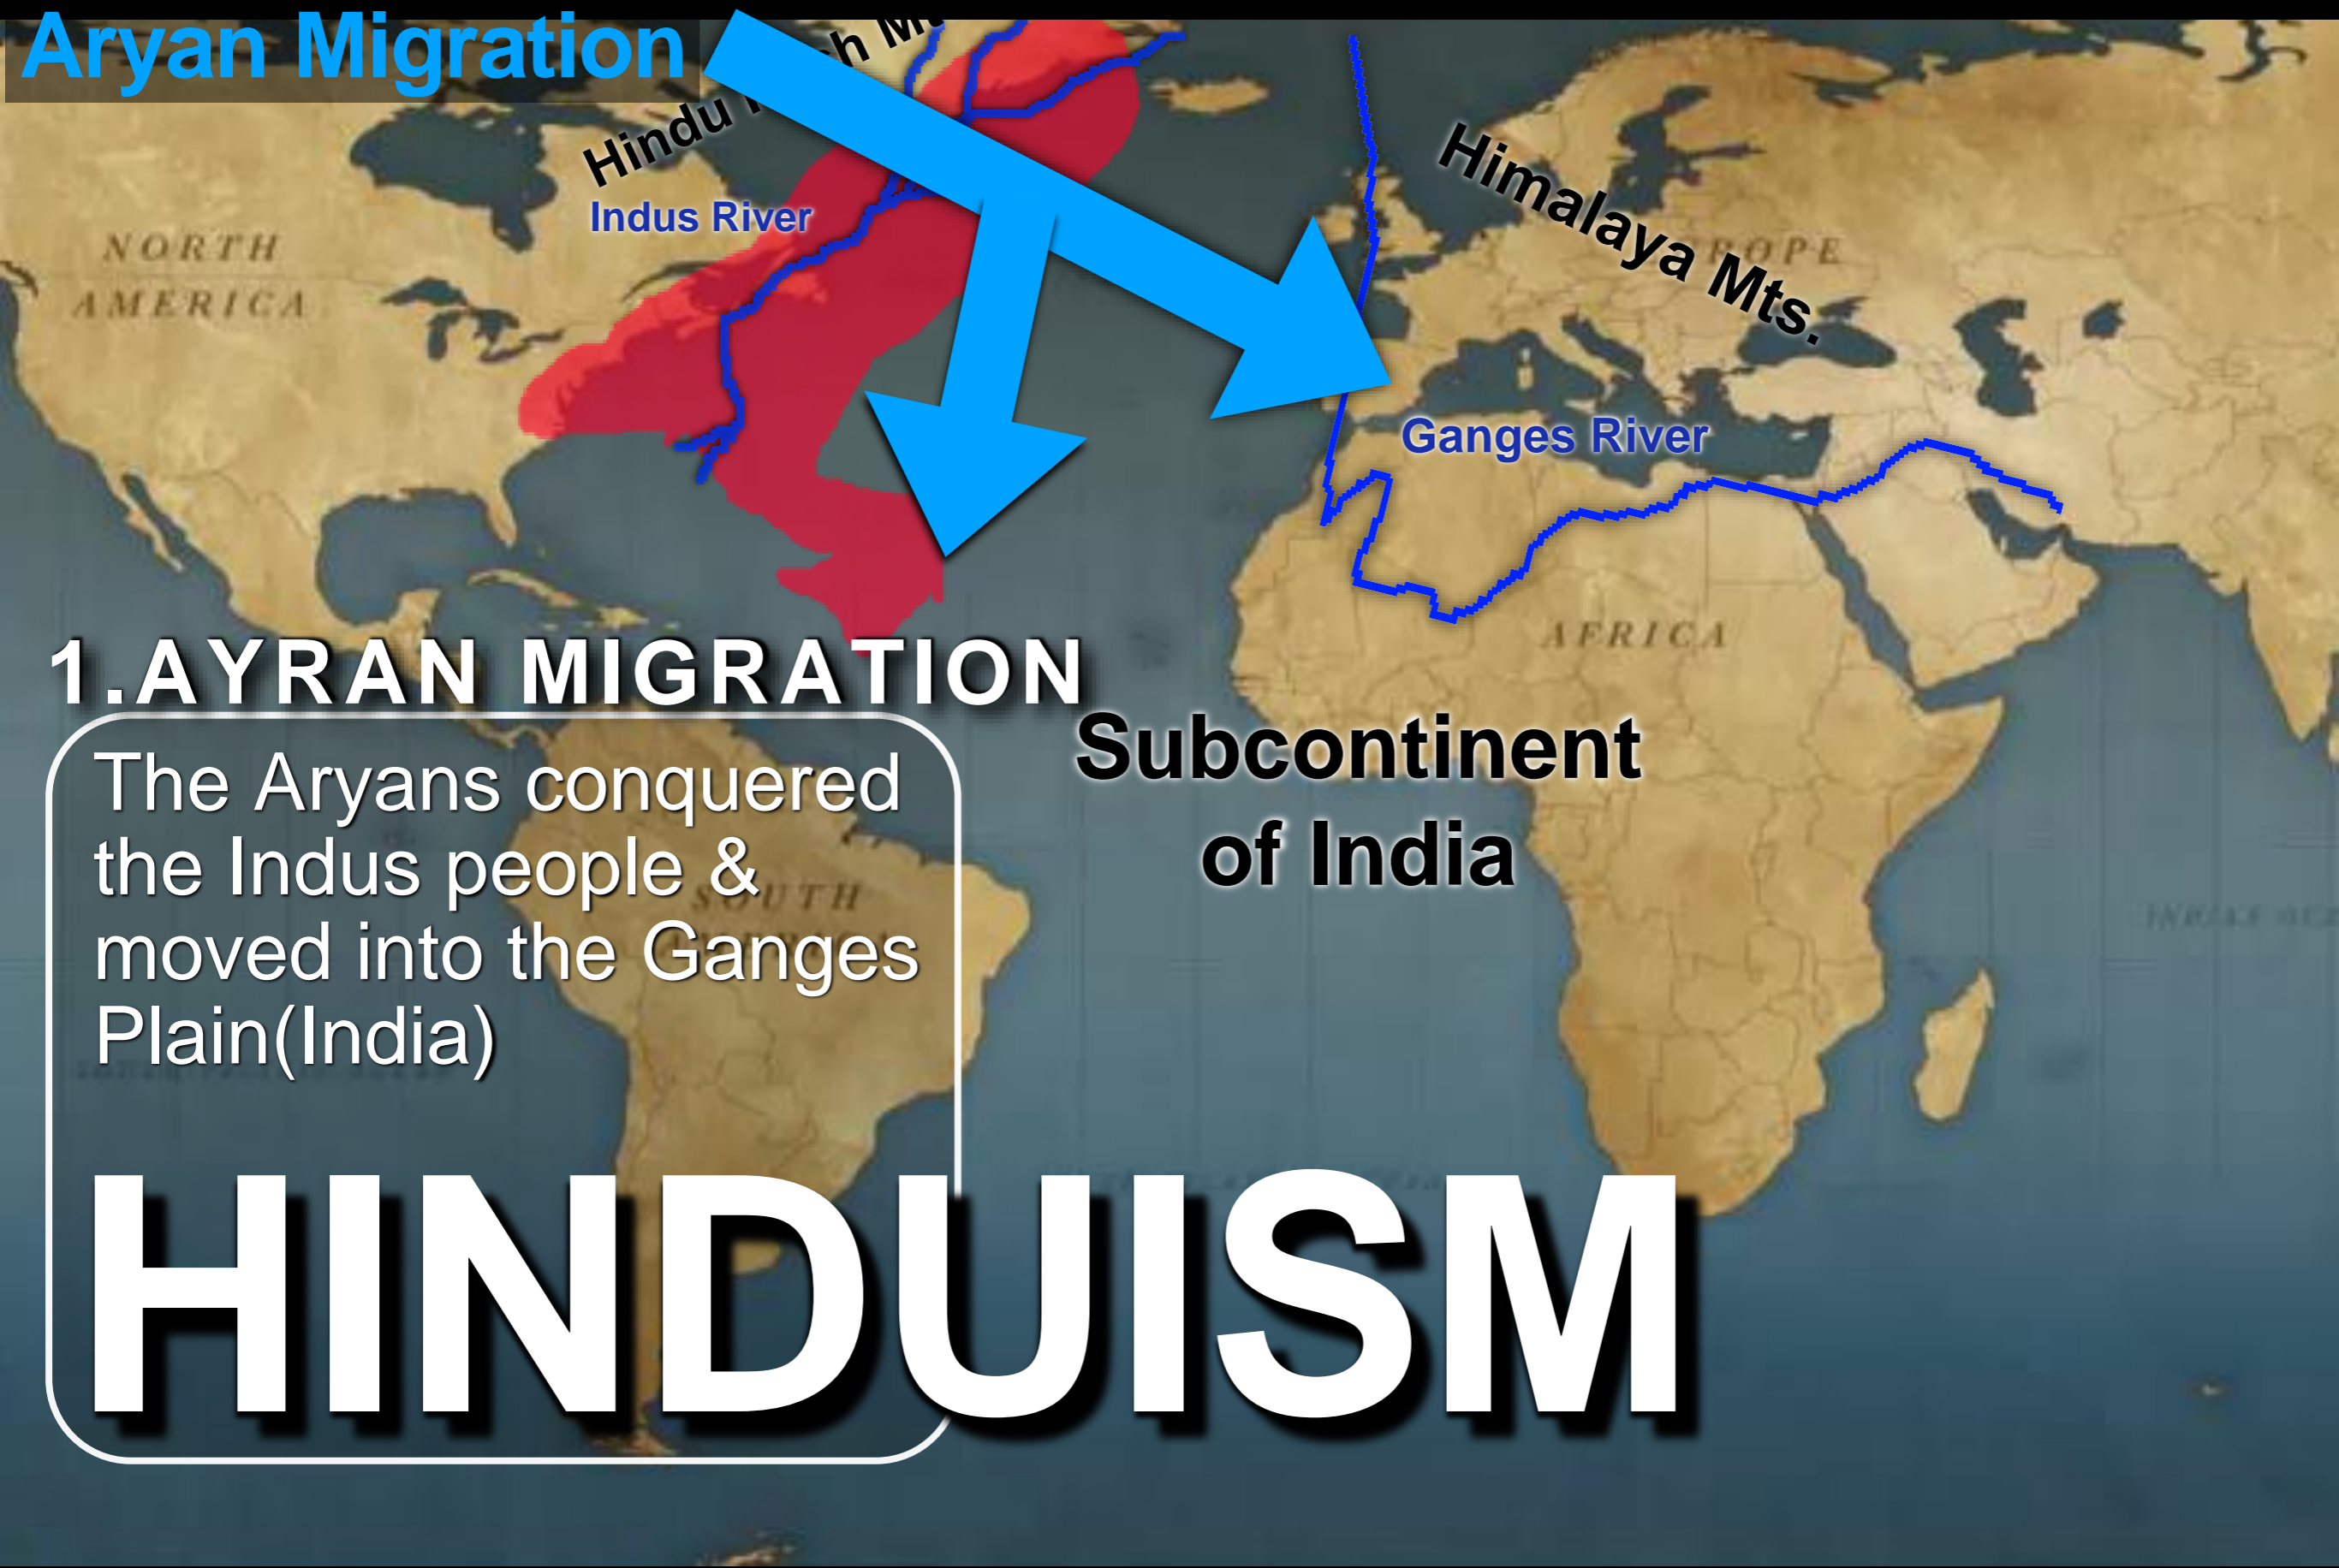 Aryan Migration
Hindu
Indus River
Himalaya Mts.
NORTH
AMERICA
Ganges River
AFRICA
1.AYRAN MIGRATION
Subcontinent
of India
The Aryans conquered
the Indus people &
moved into the Ganges
Plain(India)
SOUTH
HINDUISM